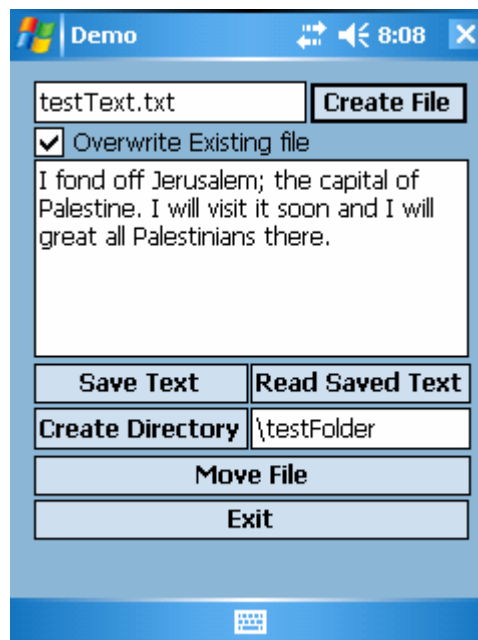 Demo 8:08
testText.txt Create File
Overwrite Existing file
I fond off Jerusalem; the capital of
Palestine. I will visit it soon and I will
great all Palestinians there.
Save Text Read Saved Text
Create Directory \testFolder
Move File
Exit